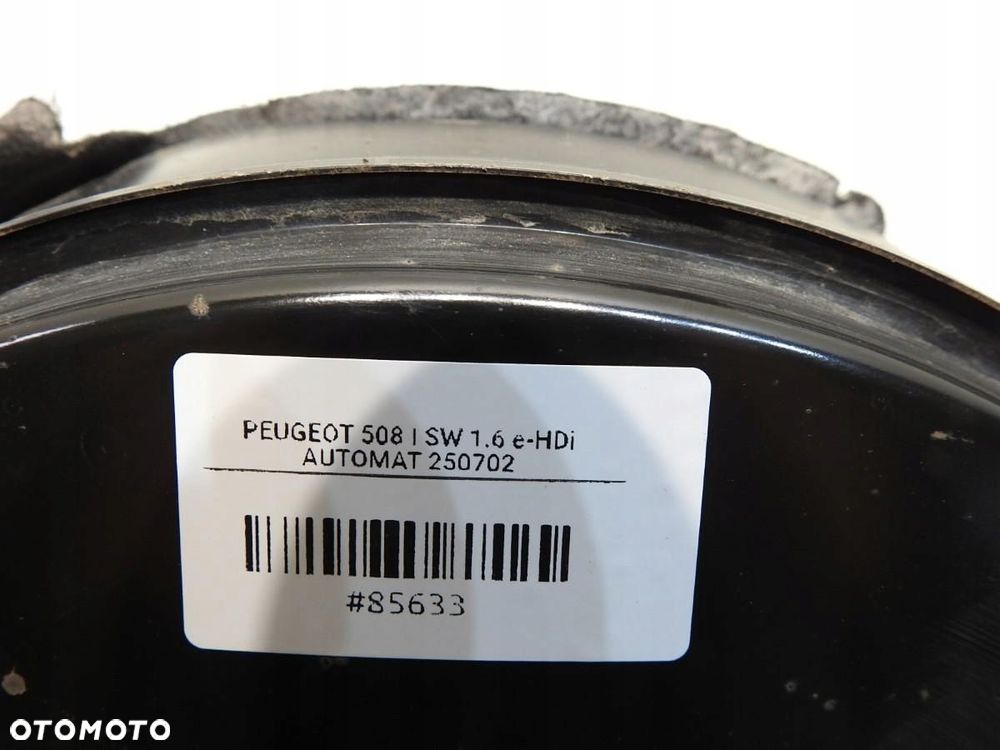 PEUGEOT 508 I SW 1.6 e-HDi
AUTOMAT 250702
#85633
OTOMOTO